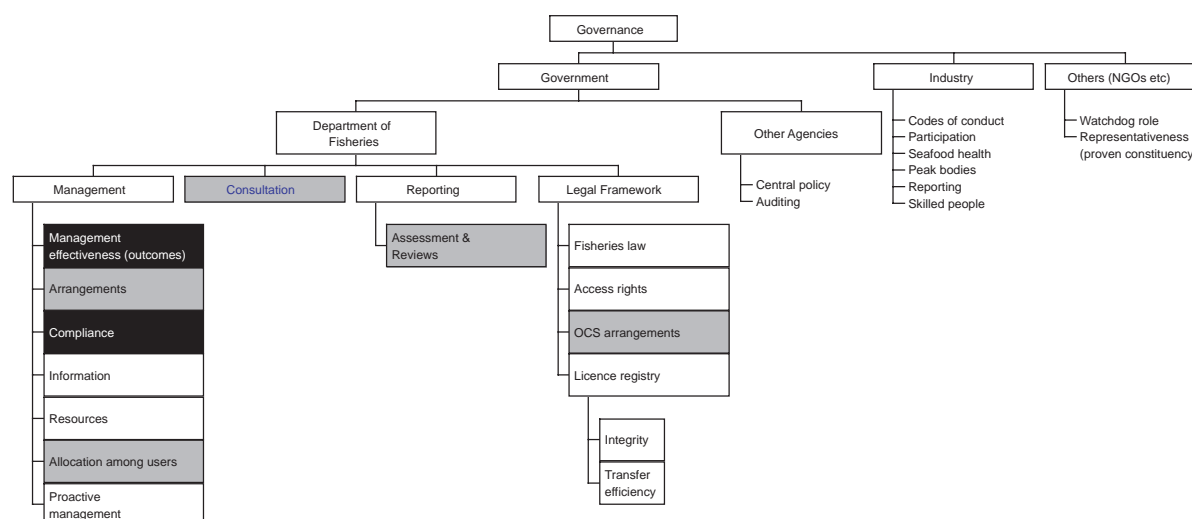 Governance
Government
Industry
Others (NGOs etc)
Department of
Fisheries
Other Agencies
Codes of conduct
Participation
Seafood health
Peak bodies
Reporting
Skilled people
Watchdog role
Representativeness
(proven constituency)
Central policy
Auditing
Management
Consultation
Reporting
Legal Framework
Management
effectiveness (outcomes)
Arrangements
Compliance
Information
Resources
Allocation among users
Proactive
management
Assessment &
Reviews
Fisheries law
Access rights
OCS arrangements
Licence registry
Integrity
Transfer
efficiency